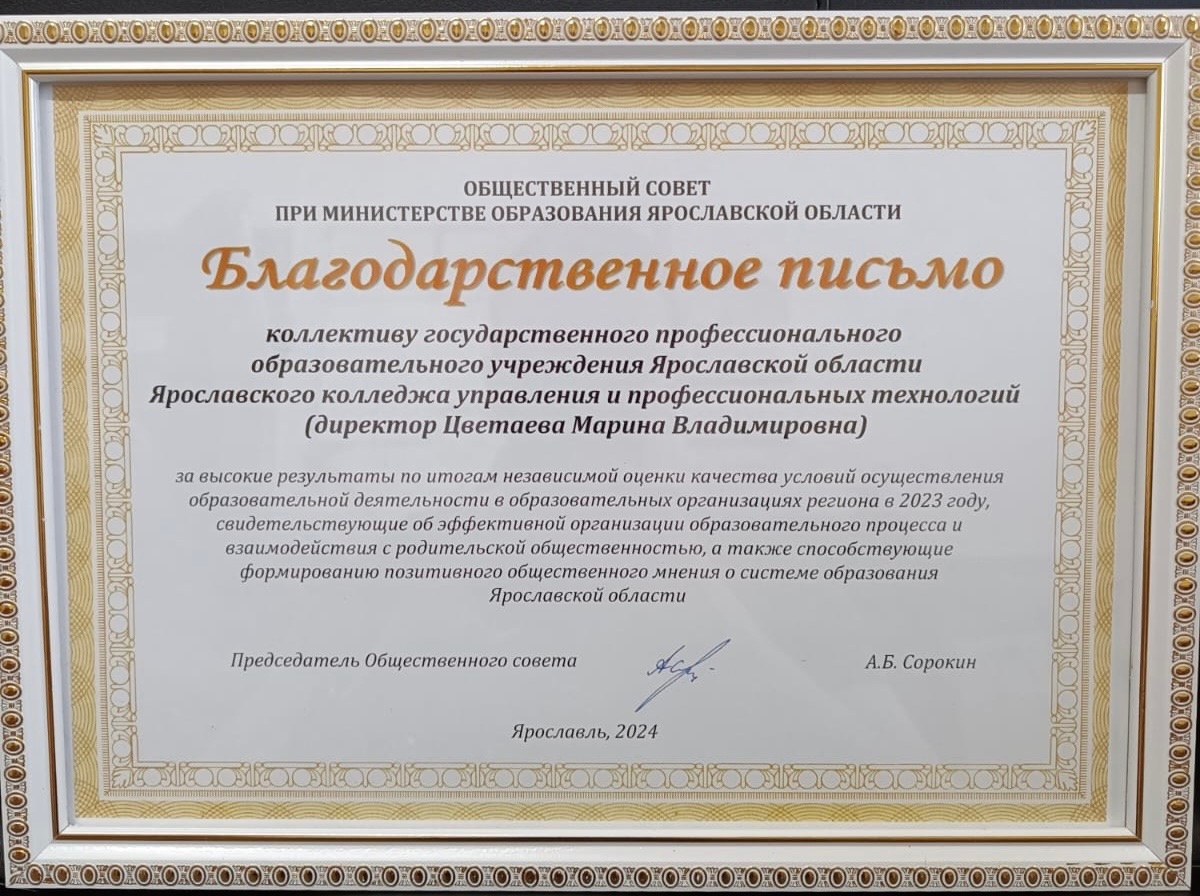 ОБЩЕСТВЕННЫЙ СОВЕТ
ПРИ МИНИСТЕРСТВЕ ОБРАЗОВАНИЯ ЯРОСЛАВСКОЙ ОБЛАСТИ
Благодарственное письмо
коллективу государственного профессионального
образовательного учреждения Ярославской области
Ярославского колледжа управления и профессиональных технологий
(директор Цветаева Марина Владимировна)
за высокие результаты по итогам независимой оценки качества условий осуществления
образовательной деятельности в образовательных организациях региона в 2023 году,
свидетельствующие об эффективной организации образовательного процесса и
взаимодействия с родительской общественностью, а также способствующие
формированию позитивного общественного мнения о системе образования
Ярославской области
Председатель Общественного совета А.Б. Сорокин
Ярославль, 2024